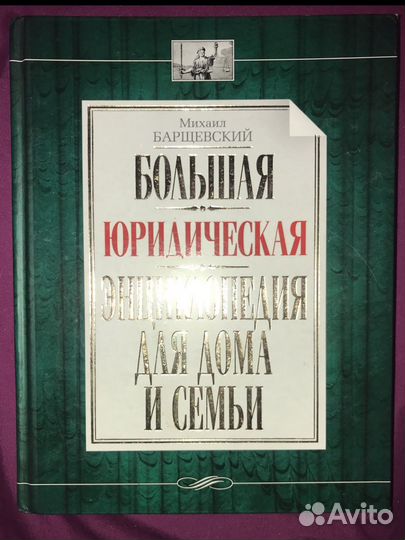 Михаил
БАРЩЕВСКИЙ
БОЛЬШАЯ
ЮРИДИЧЕСКАЯ
ЭНЦИКЛОПЕДИЯ
ДЛЯ ДОМА
И СЕМЬИ
Avito